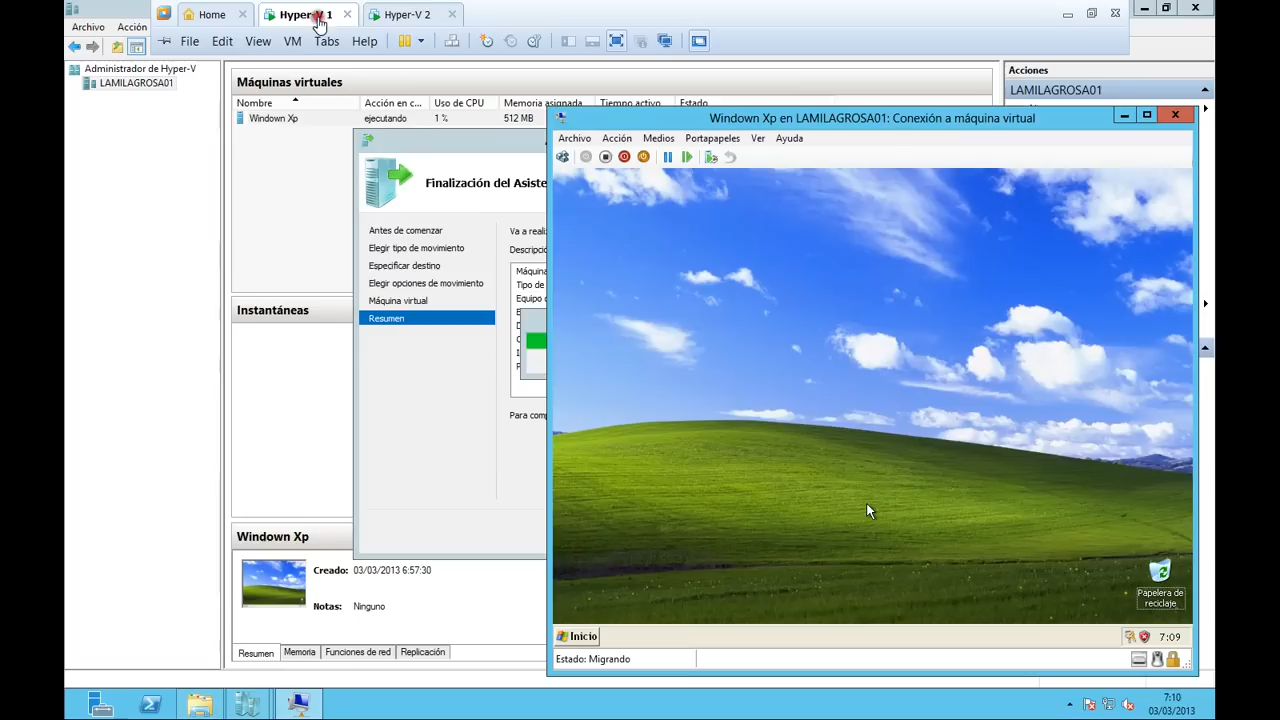 Home
Hyper-V 1
Hyper-V 2
Archivo Acción
File Edit View VM Tabs Help
Administrador de Hyper-V
LAMILAGROSA01
Máquinas virtuales
Nombre Acción en c... Uso de CPU Memoria asignada Tiempo activo Estado
Window Xp ejecutando 1 % 512 MB
Acciones
LAMILAGROSA01
Window Xp en LAMILAGROSA01: Conexión a máquina virtual
Archivo Acción Medios Portapapeles Ver Ayuda
Finalización del Asiste
Antes de comenzar
Elegir tipo de movimiento
Especificar destino
Elegir opciones de movimiento
Máquina virtual
Resumen
Va a reali
Descripció
Máquina
Tipo de
Equipo d
Para comp
Instantáneas
Papelera de
reciclaje
Inicio
7:09
Estado: Migrando
Window Xp
Creado: 03/03/2013 6:57:30
Notas: Ninguno
Resumen Memoria Funciones de red Replicación
7:10
03/03/2013